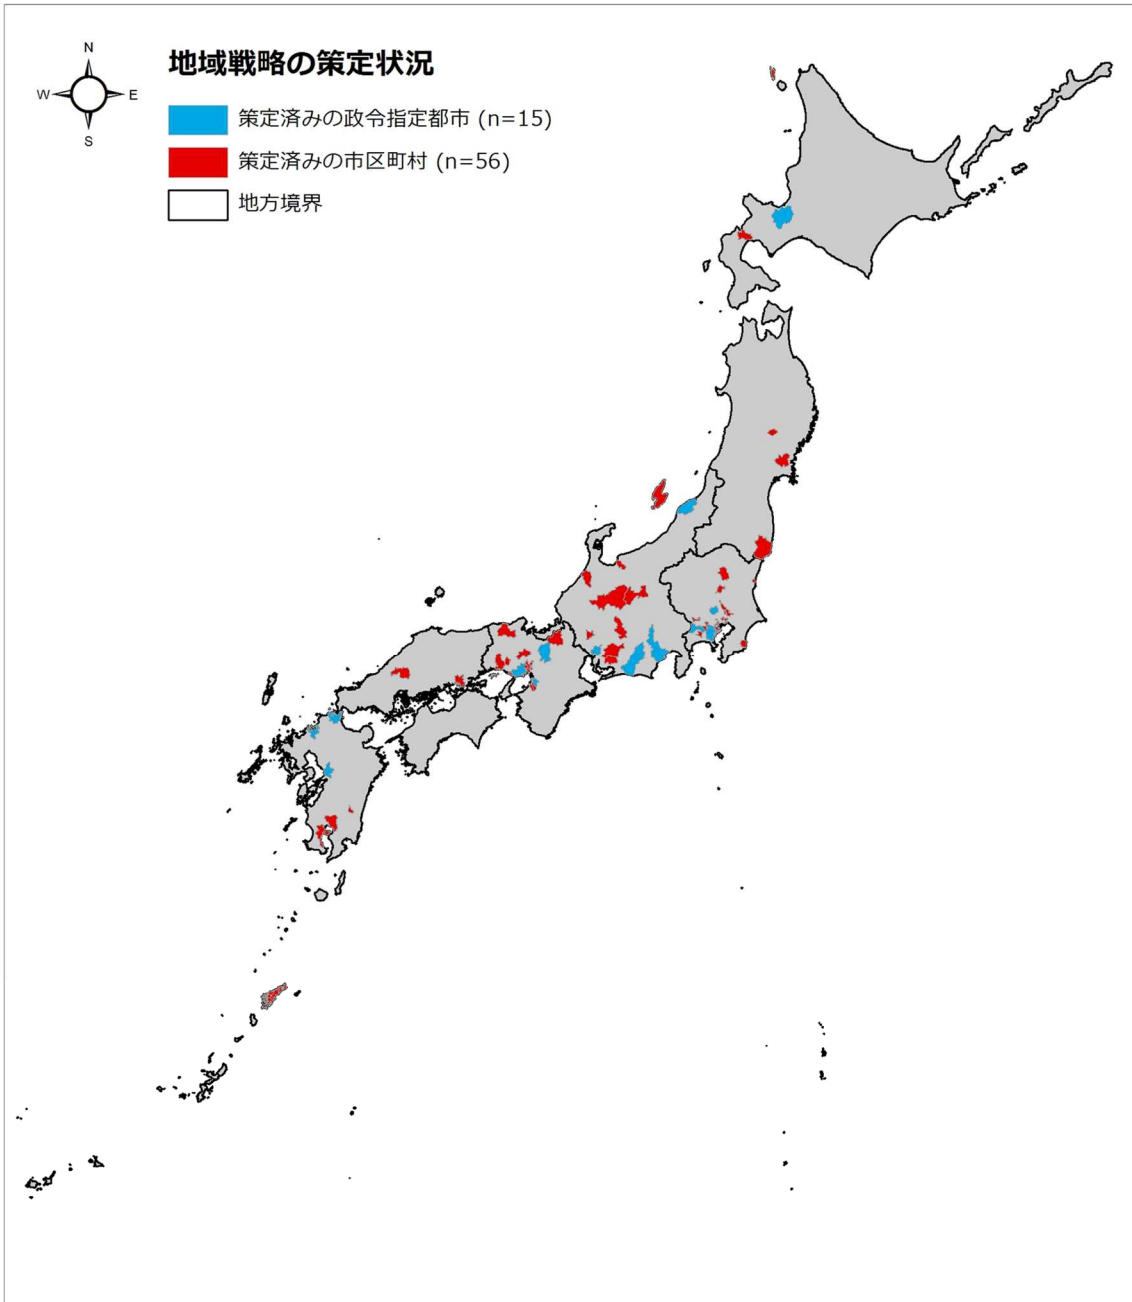 N
W E
S
地域戦略の策定状況
策定済みの政令指定都市 (n=15)
策定済みの市区町村 (n=56)
地方境界